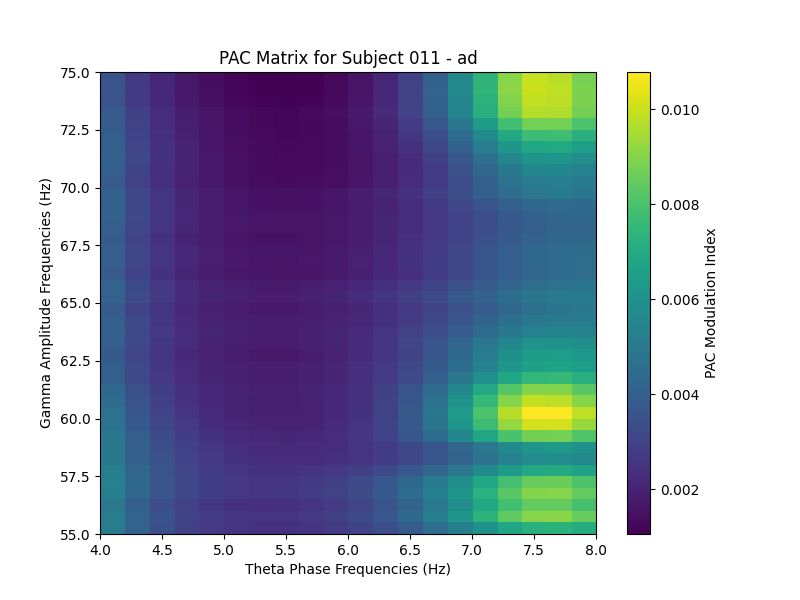 PAC Matrix for Subject 011 - ad
75.0
72.5
70.0
67.5
65.0
62.5
60.0
57.5
55.0
Gamma Amplitude Frequencies (Hz)
4.0 4.5 5.0 5.5 6.0 6.5 7.0 7.5 8.0
Theta Phase Frequencies (Hz)
0.010
0.008
0.006
0.004
0.002
PAC Modulation Index